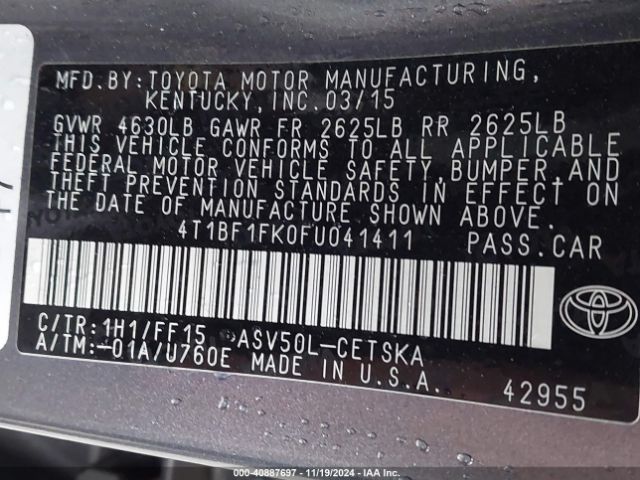 MFD. BY: TOYOTA MOTOR MANUFACTURING,
KENTUCKY, INC. 03/15
GVWR 4630LB GAWR FR 2625LB RR 2625LB
THIS VEHICLE CONFORMS TO ALL APPLICABLE
FEDERAL MOTOR VEHICLE SAFETY, BUMPER, AND
THEFT PREVENTION STANDARDS IN EFFECT ON
THE DATE OF MANUFACTURE SHOWN ABOVE.
4T1BF1FK0FU041411 PASS.CAR
C/TR: 1H1/FF15 ASV50L-CETSKA
A/TM: -01A/U760E MADE IN U.S.A.
42955
40-40887697 - 11/19/2024 - IAA Inc.